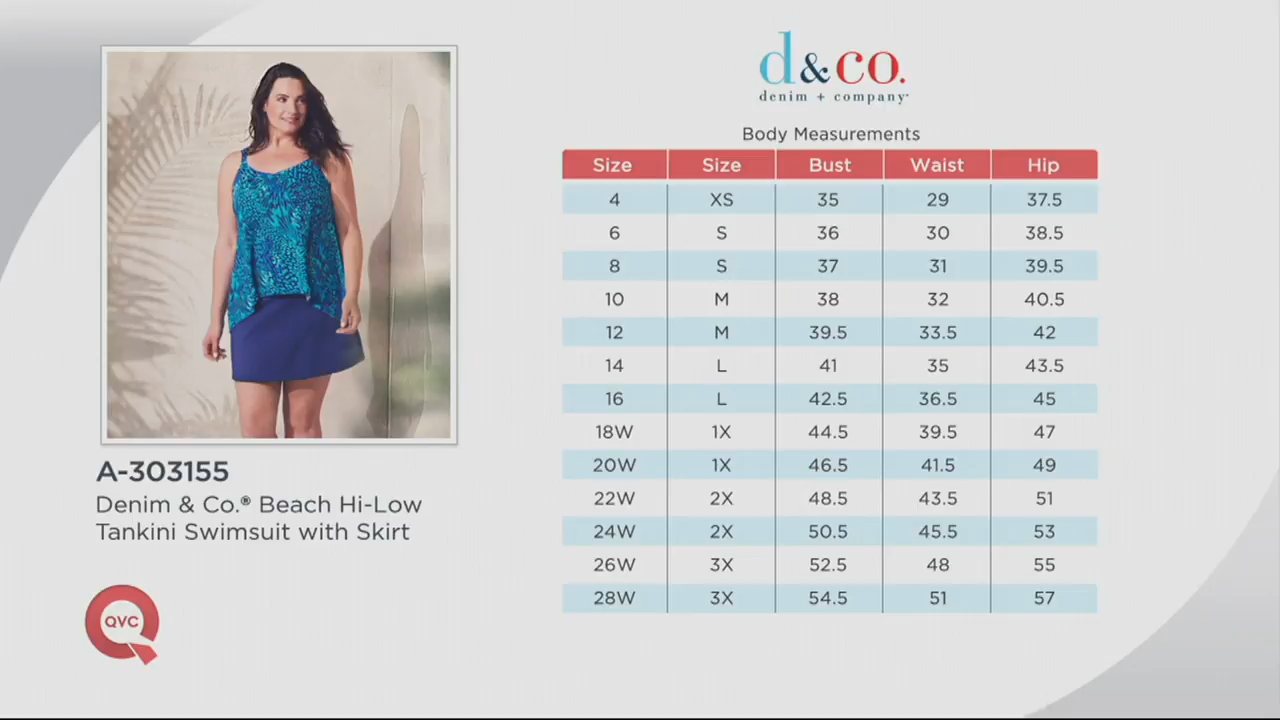 d&co.
denim + company
Body Measurements
Size Size Bust Waist Hip
4 XS 35 29 37.5
6 S 36 30 38.5
8 S 37 31 39.5
10 M 38 32 40.5
12 M 39.5 33.5 42
14 L 41 35 43.5
16 L 42.5 36.5 45
18W 1X 44.5 39.5 47
20W 1X 46.5 41.5 49
22W 2X 48.5 43.5 51
24W 2X 50.5 45.5 53
26W 3X 52.5 48 55
28W 3X 54.5 51 57
A-303155
Denim & Co.® Beach Hi-Low
Tankini Swimsuit with Skirt
QVC